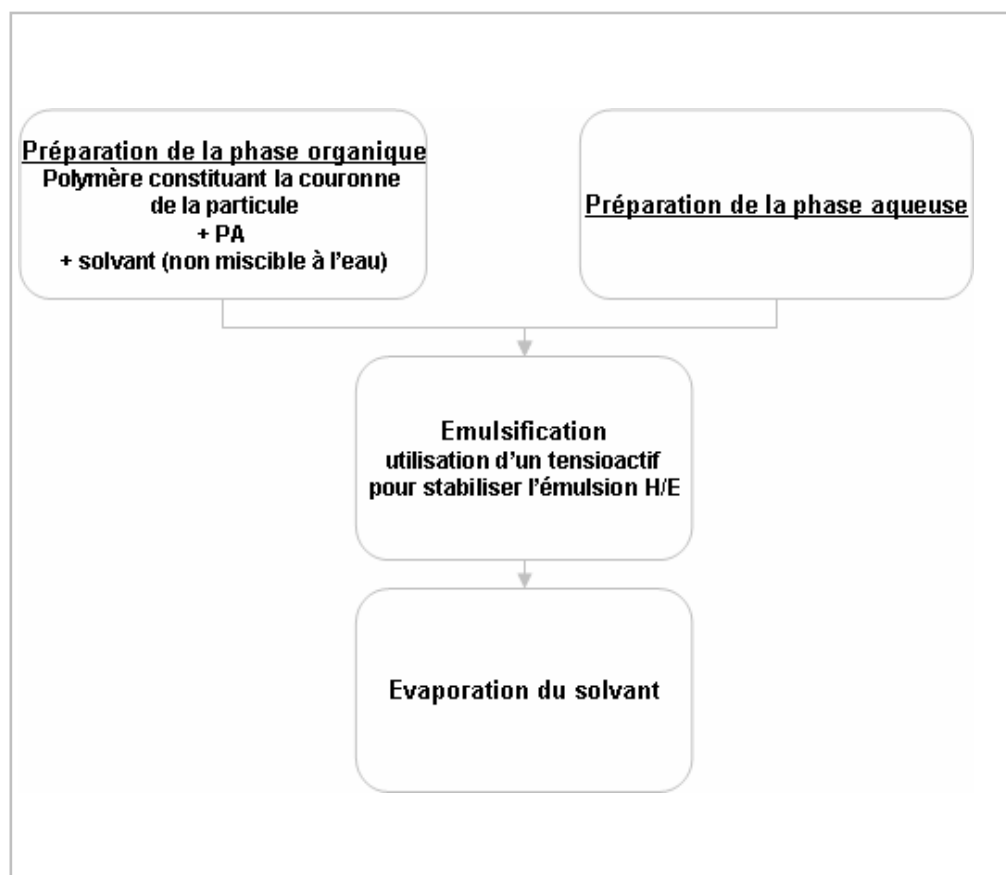 Préparation de la phase organique
Polymère constituant la couronne
de la particule
+ PA
+ solvant (non miscible à l'eau)
Préparation de la phase aqueuse
Emulsification
utilisation d'un tensioactif
pour stabiliser l'émulsion H/E
Evaporation du solvant